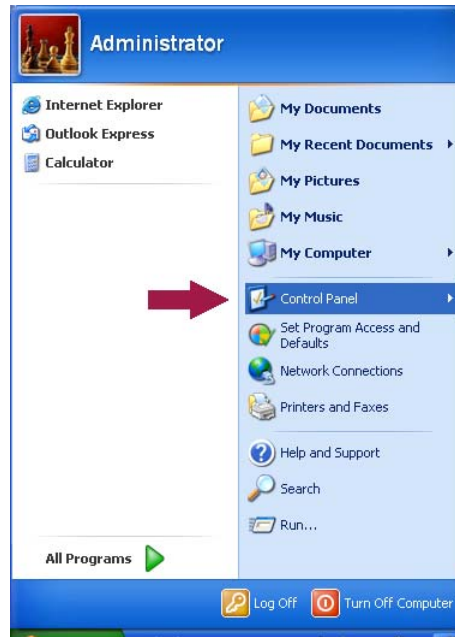 Administrator
Internet Explorer
Outlook Express
Calculator
All Programs
My Documents
My Recent Documents
My Pictures
My Music
My Computer
Control Panel
Set Program Access and
Defaults
Network Connections
Printers and Faxes
Help and Support
Search
Run...
Log Off
Turn Off Computer